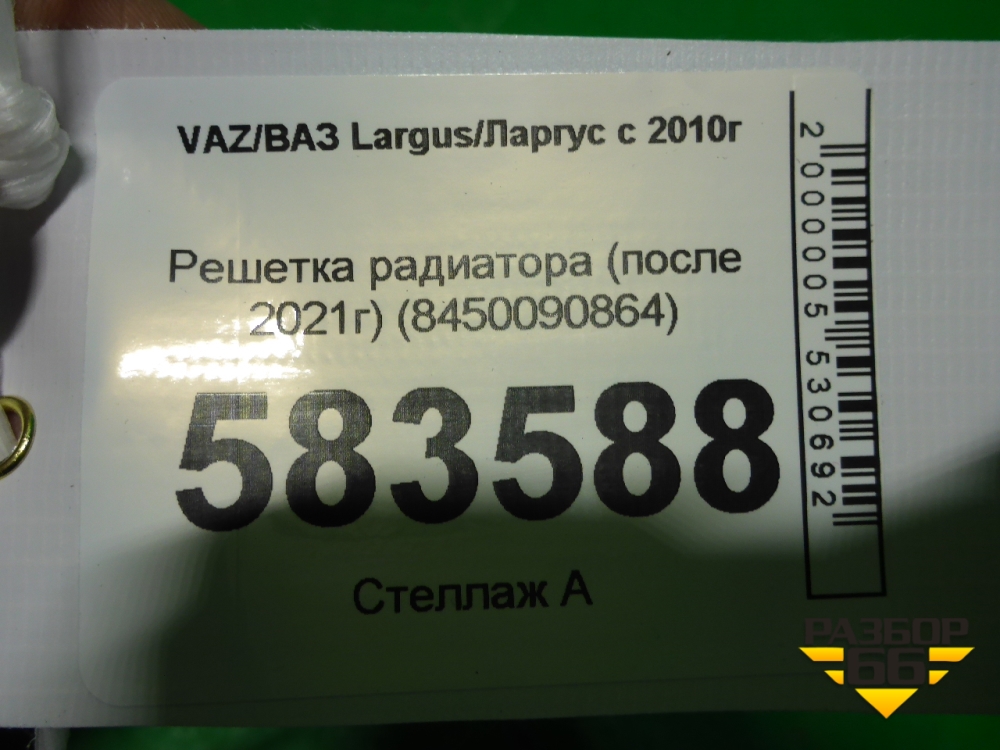 VAZ/ВАЗ Largus/Ларгус с 2010г
Решетка радиатора (после
2021г) (8450090864)
583588
Стеллаж А
2000005530692
РАЗБОР
66